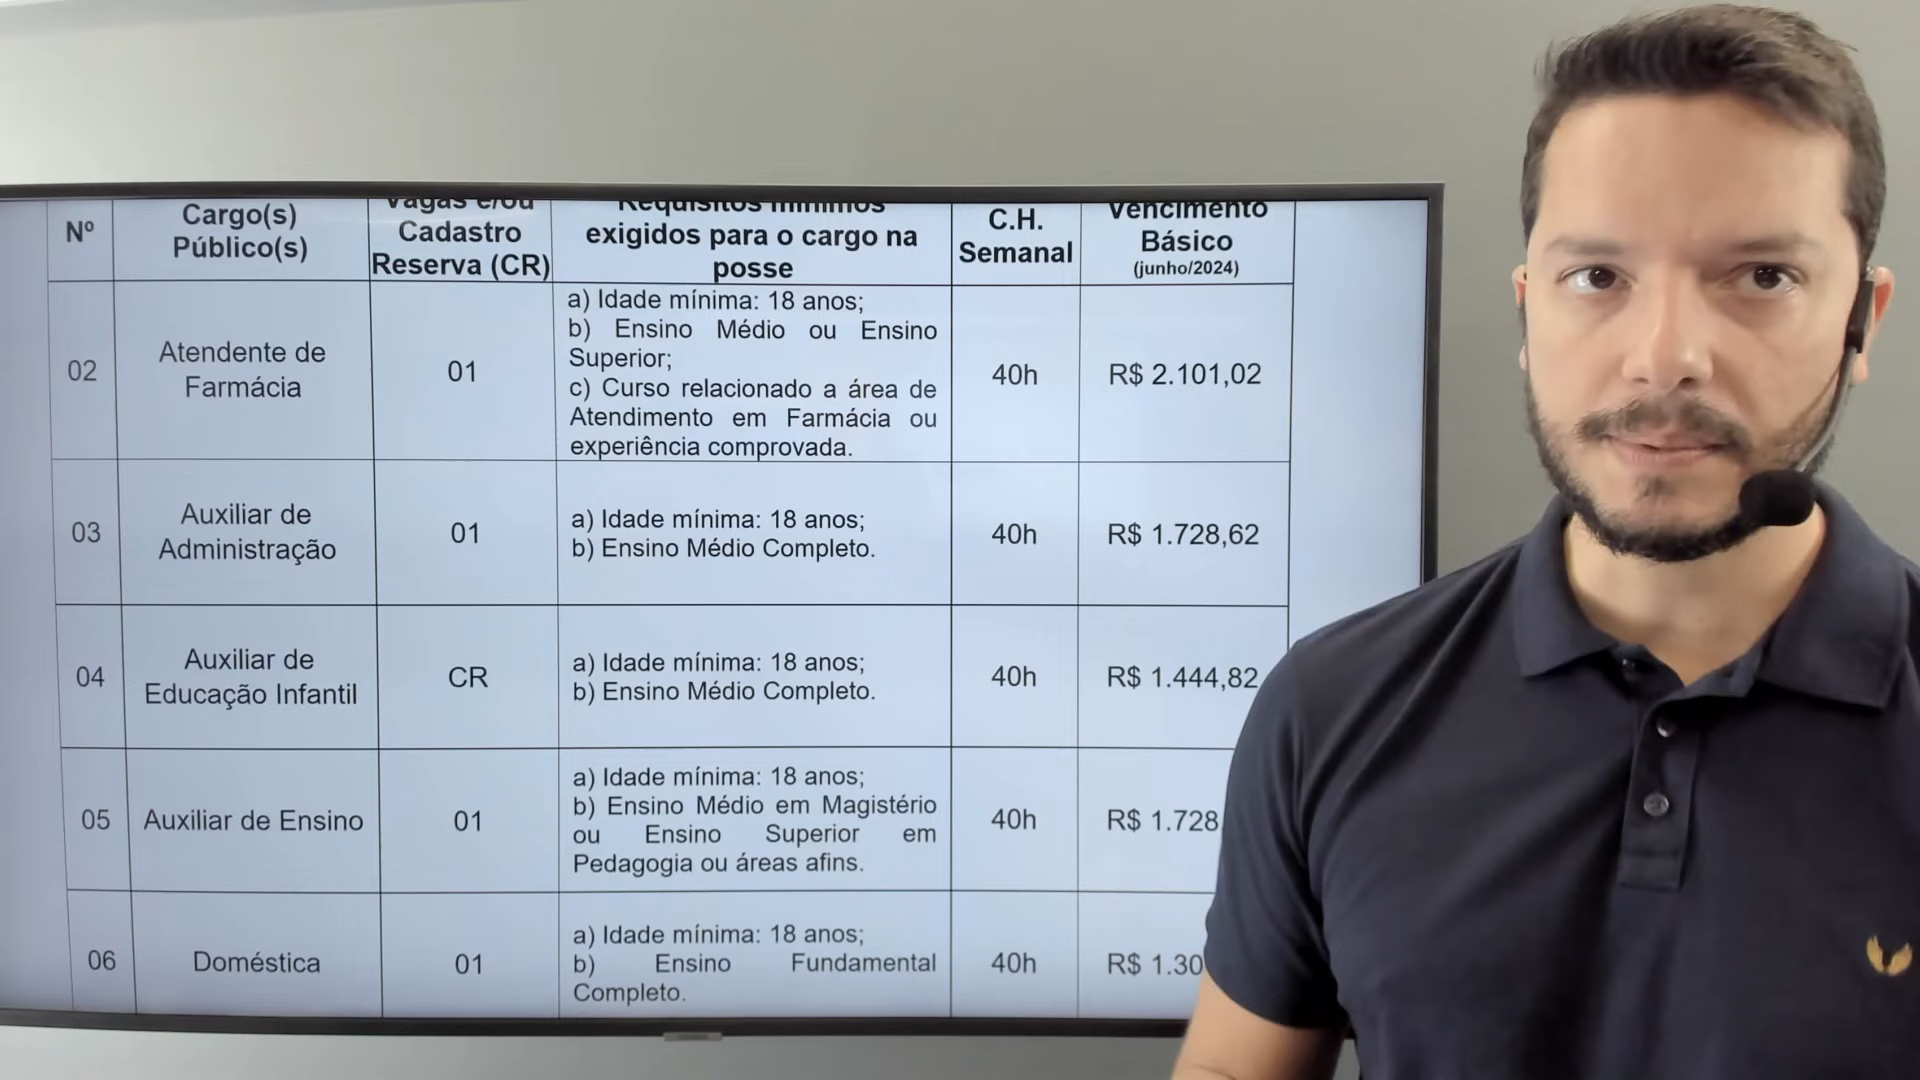 Nº
Cargo(s)
Público(s)
Vagas e/ou
Cadastro
Reserva (CR)
Requisitos mínimos
exigidos para o cargo na
posse
C.H.
Semanal
Vencimento
Básico
(junho/2024)
02
Atendente de
Farmácia
01
a) Idade mínima: 18 anos;
b) Ensino Médio ou Ensino
Superior;
c) Curso relacionado a área de
Atendimento em Farmácia ou
experiência comprovada.
40h
R$ 2.101,02
03
Auxiliar de
Administração
01
a) Idade mínima: 18 anos;
b) Ensino Médio Completo.
40h
R$ 1.728,62
04
Auxiliar de
Educação Infantil
CR
a) Idade mínima: 18 anos;
b) Ensino Médio Completo.
40h
R$ 1.444,82
05
Auxiliar de Ensino
01
a) Idade mínima: 18 anos;
b) Ensino Médio em Magistério
ou Ensino Superior em
Pedagogia ou áreas afins.
40h
R$ 1.728
06
Doméstica
01
a) Idade mínima: 18 anos;
b) Ensino Fundamental
Completo.
40h
R$ 1.30